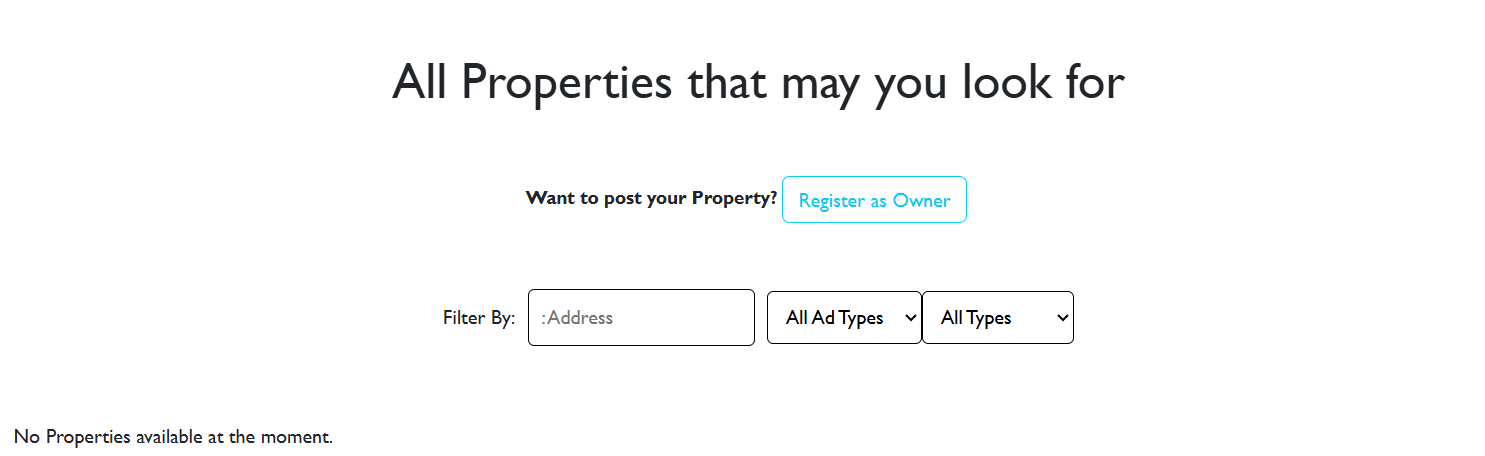 All Properties that may you look for
Want to post your Property? Register as Owner
Filter By: :Address All Ad Types All Types
No Properties available at the moment.